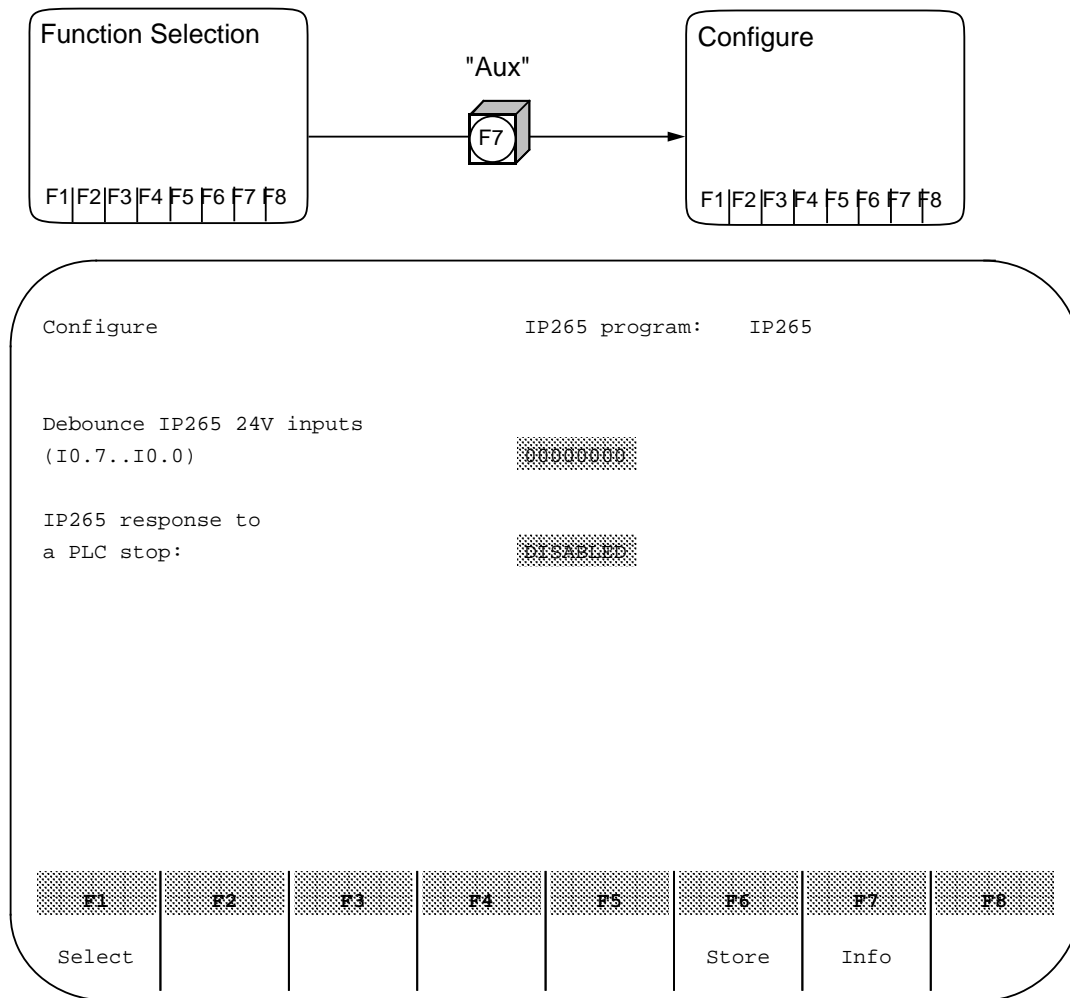 Function Selection
"Aux"
Configure
F7
F1 F2 F3 F4 F5 F6 F7 F8
F1 F2 F3 F4 F5 F6 F7 F8
Configure IP265 program: IP265
Debounce IP265 24V inputs
(I0.7..I0.0) 00000000
IP265 response to
a PLC stop: DISABLED
F1 F2 F3 F4 F5 F6 F7 F8
Select Store Info